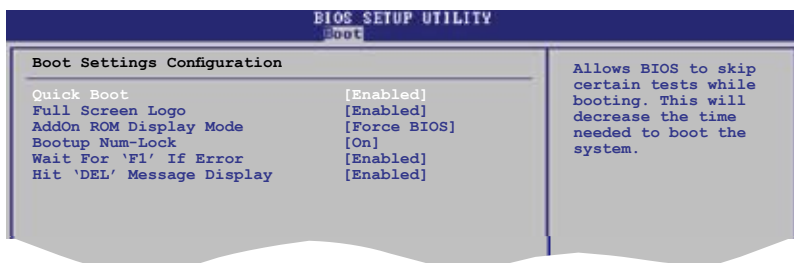 BIOS SETUP UTILITY
Boot
Boot Settings Configuration
Quick Boot [Enabled]
Full Screen Logo [Enabled]
AddOn ROM Display Mode [Force BIOS]
Bootup Num-Lock [On]
Wait For ‘F1’ If Error [Enabled]
Hit ‘DEL’ Message Display [Enabled]
Allows BIOS to skip
certain tests while
booting. This will
decrease the time
needed to boot the
system.